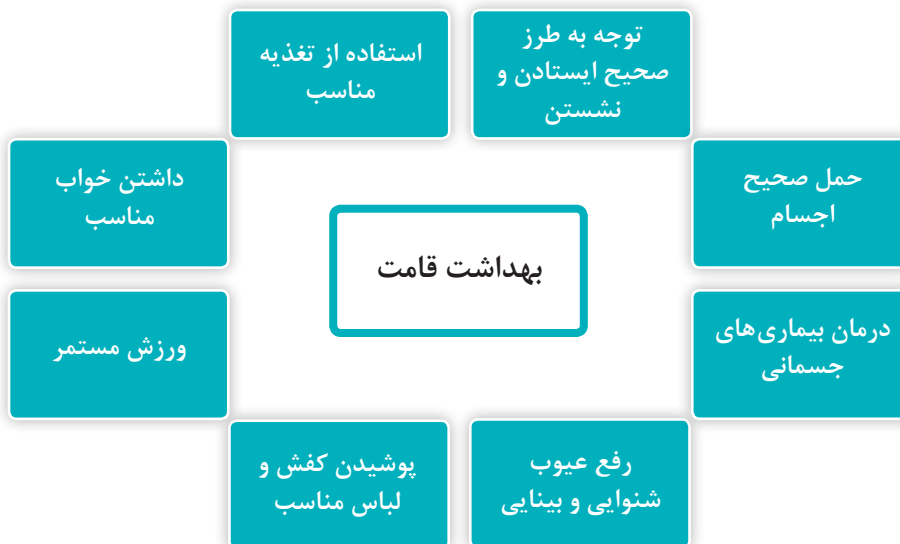 توجه به طرز
صحیح ایستادن و
نشستن
حمل صحیح
اجسام
درمان بیماری‌های
جسمانی
رفع عیوب
شنوایی و بینایی
پوشیدن کفش و
لباس مناسب
ورزش مستمر
داشتن خواب
مناسب
استفاده از تغذیه
مناسب
بهداشت قامت